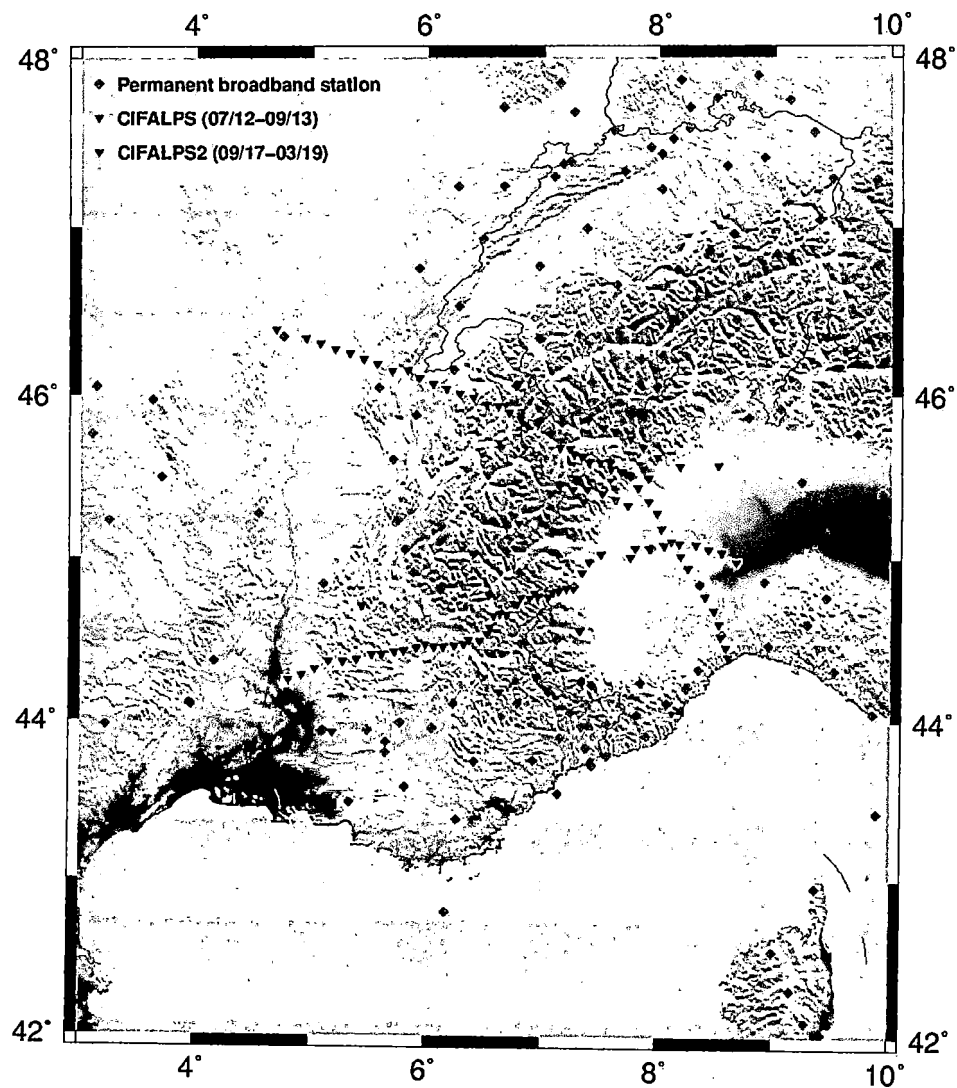 4° 6° 8° 10°
48° 48°
Permanent broadband station
CIFALPS (07/12–09/13)
CIFALPS2 (09/17–03/19)
46° 46°
44° 44°
42° 42°
4° 6° 8° 10°